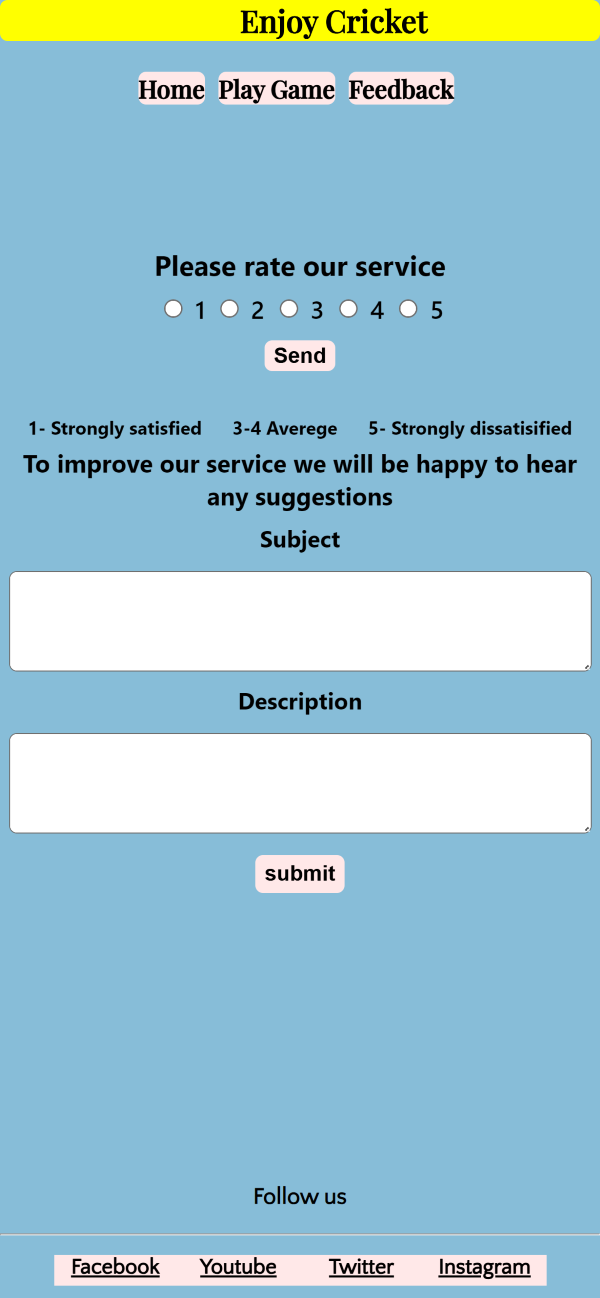 Enjoy Cricket
Home Play Game Feedback
Please rate our service
1 2 3 4 5
Send
1- Strongly satisfied 3-4 Averege 5- Strongly dissatisified
To improve our service we will be happy to hear
any suggestions
Subject
Description
submit
Follow us
Facebook Youtube Twitter Instagram